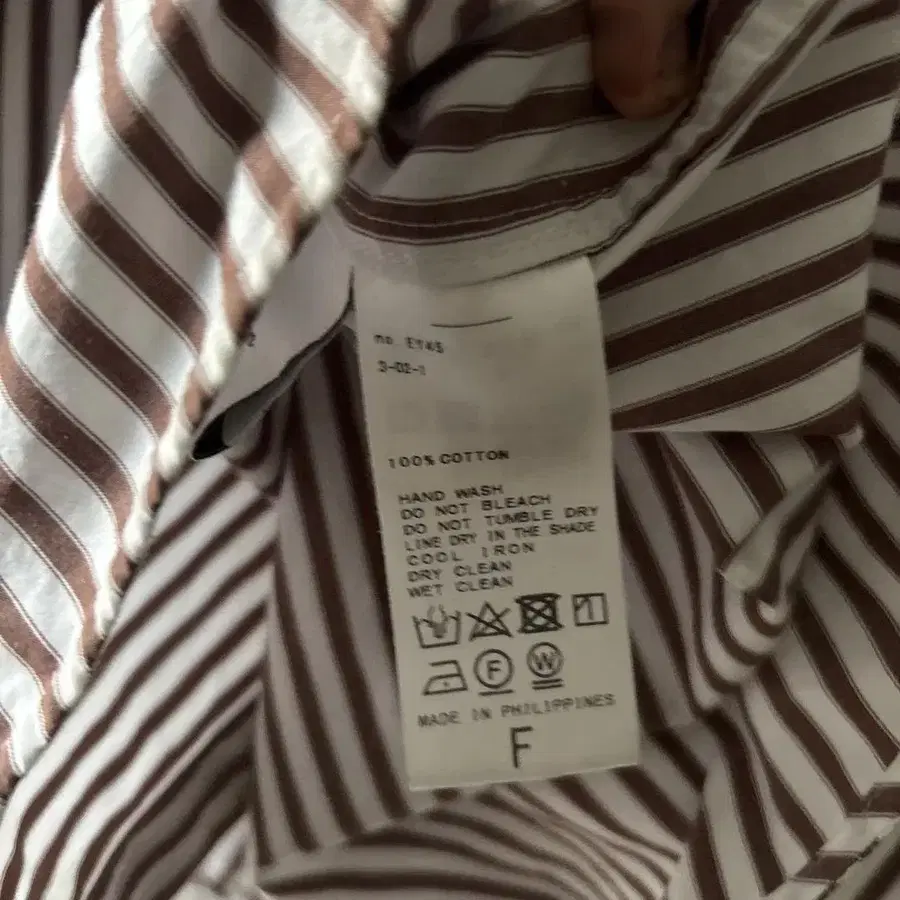 no. E145
3-02-1
100% COTTON
HAND WASH
DO NOT BLEACH
DO NOT TUMBLE DRY
LINE DRY IN THE SHADE
COOL IRON
DRY CLEAN
WET CLEAN
F W
MADE IN PHILIPPINES
F